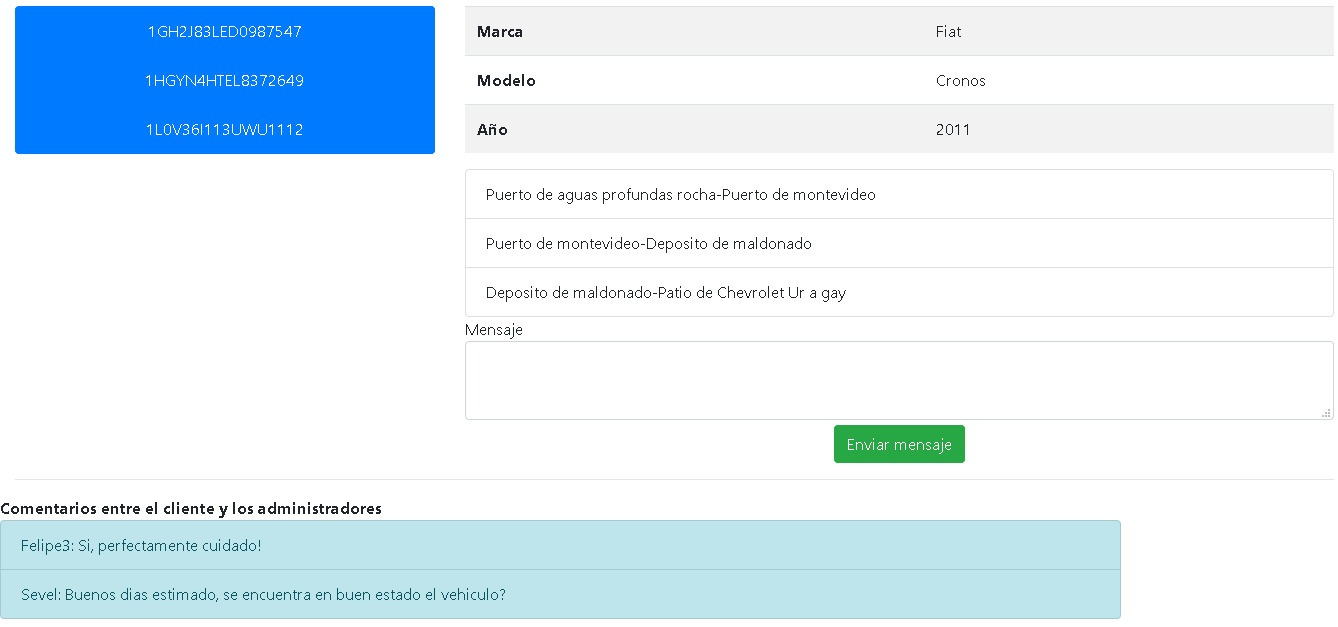 1GH2J83LED0987547
1HGYN4HTEL8372649
1L0V36I113UWU1112
Marca Fiat
Modelo Cronos
Año 2011
Puerto de aguas profundas rocha-Puerto de montevideo
Puerto de montevideo-Deposito de maldonado
Deposito de maldonado-Patio de Chevrolet Ur a gay
Mensaje
Enviar mensaje
Comentarios entre el cliente y los administradores
Felipe3: Si, perfectamente cuidado!
Sevel: Buenos dias estimado, se encuentra en buen estado el vehiculo?